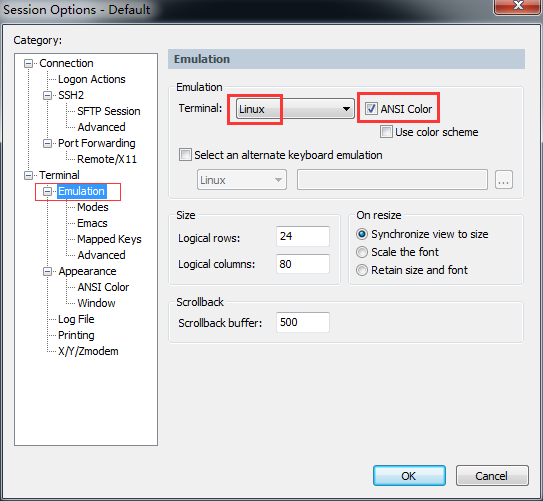 Session Options - Default
Category:
Connection
Logon Actions
SSH2
SFTP Session
Advanced
Port Forwarding
Remote/X11
Terminal
Emulation
Modes
Emacs
Mapped Keys
Advanced
Appearance
ANSI Color
Window
Log File
Printing
X/Y/Zmodem
Emulation
Emulation
Terminal: Linux ANSI Color
Use color scheme
Select an alternate keyboard emulation
Linux ...
Size
Logical rows: 24
Logical columns: 80
On resize
Synchronize view to size
Scale the font
Retain size and font
Scrollback
Scrollback buffer: 500
OK Cancel